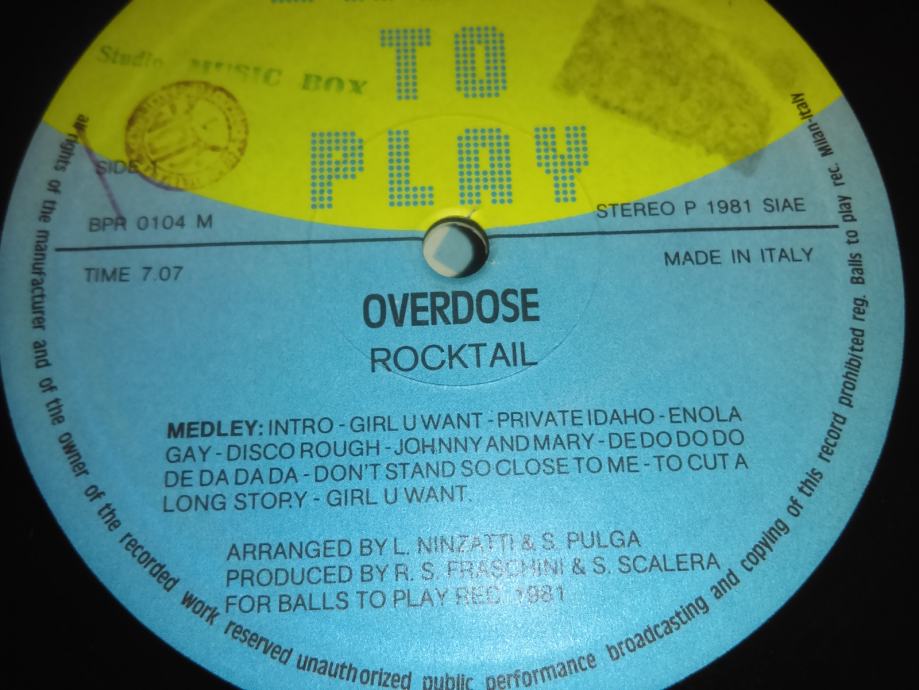 TO
PLAY
Studio MUSIC BOX
SIDE
BPR 0104 M
STEREO P 1981 SIAE
TIME 7.07
MADE IN ITALY
OVERDOSE
ROCKTAIL
MEDLEY: INTRO - GIRL U WANT - PRIVATE IDAHO - ENOLA
GAY - DISCO ROUGH - JOHNNY AND MARY - DE DO DO DO
DE DA DA DA - DON'T STAND SO CLOSE TO ME - TO CUT A
LONG STORY - GIRL U WANT.
ARRANGED BY L. NINZATTI & S. PULGA
PRODUCED BY R. S. FRASCHINI & S. SCALERA
FOR BALLS TO PLAY REC. 1981
all rights of the manufacturer and of the owner of the recorded work reserved unauthorized public performance broadcasting and copying of this record prohibited reg. Balls to play rec. Milan-Italy